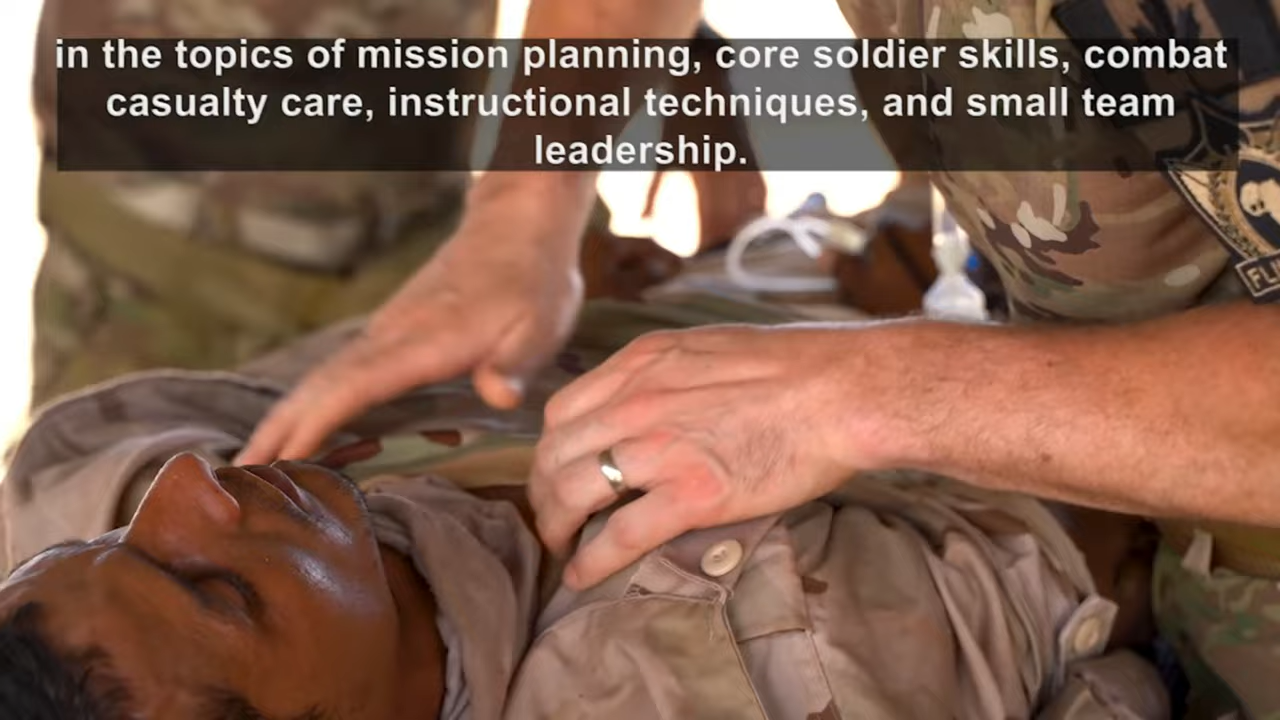 in the topics of mission planning, core soldier skills, combat
casualty care, instructional techniques, and small team
leadership.